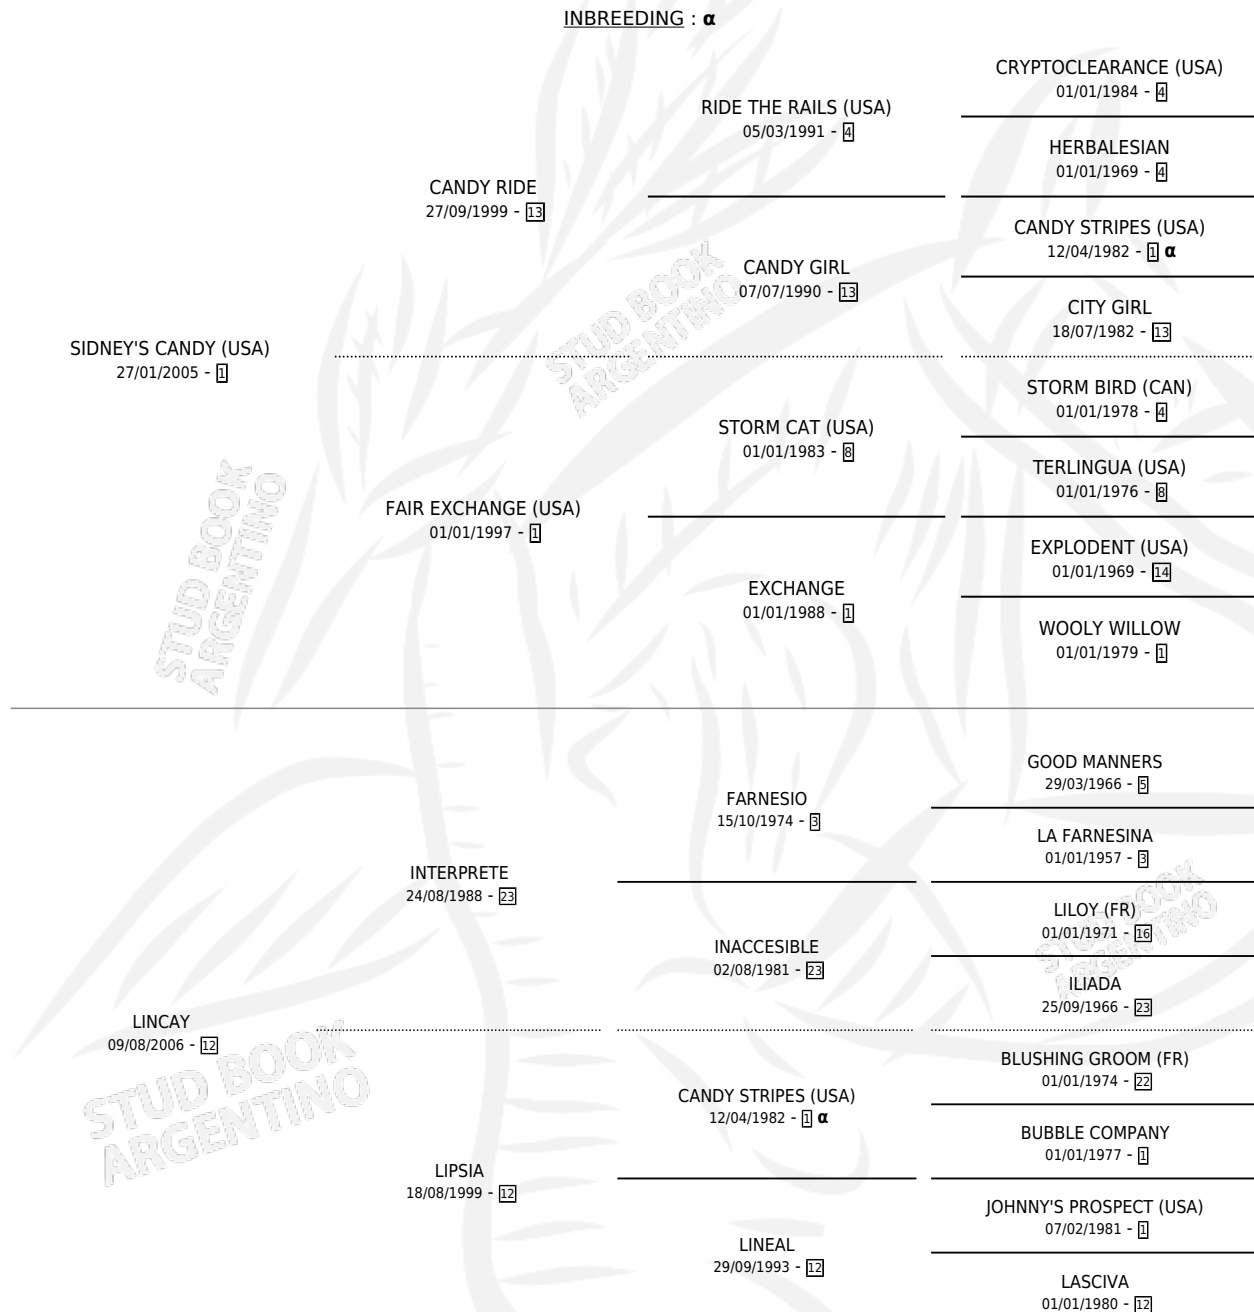 INBREEDING : α
CRYPTOCLEARANCE (USA)
01/01/1984 - 4
RIDE THE RAILS (USA)
05/03/1991 - 4
HERBALESIAN
01/01/1969 - 4
CANDY RIDE
27/09/1999 - 13
CANDY STRIPES (USA)
12/04/1982 - 1 α
CANDY GIRL
07/07/1990 - 13
CITY GIRL
18/07/1982 - 13
SIDNEY'S CANDY (USA)
27/01/2005 - 1
STORM BIRD (CAN)
01/01/1978 - 4
STORM CAT (USA)
01/01/1983 - 8
TERLINGUA (USA)
01/01/1976 - 8
FAIR EXCHANGE (USA)
01/01/1997 - 1
EXPLODENT (USA)
01/01/1969 - 14
EXCHANGE
01/01/1988 - 1
WOOLY WILLOW
01/01/1979 - 1
GOOD MANNERS
29/03/1966 - 5
FARNESIO
15/10/1974 - 3
LA FARNESINA
01/01/1957 - 3
INTERPRETE
24/08/1988 - 23
LILOY (FR)
01/01/1971 - 16
INACCESIBLE
02/08/1981 - 23
ILIADA
25/09/1966 - 23
LINCAY
09/08/2006 - 12
BLUSHING GROOM (FR)
01/01/1974 - 22
CANDY STRIPES (USA)
12/04/1982 - 1 α
BUBBLE COMPANY
01/01/1977 - 1
LIPSIA
18/08/1999 - 12
JOHNNY'S PROSPECT (USA)
07/02/1981 - 1
LINEAL
29/09/1993 - 12
LASCIVA
01/01/1980 - 12
STUD BOOK
ARGENTINO
STUD BOOK
ARGENTINO
STUD BOOK
ARGENTINO
STUD BOOK
ARGENTINO